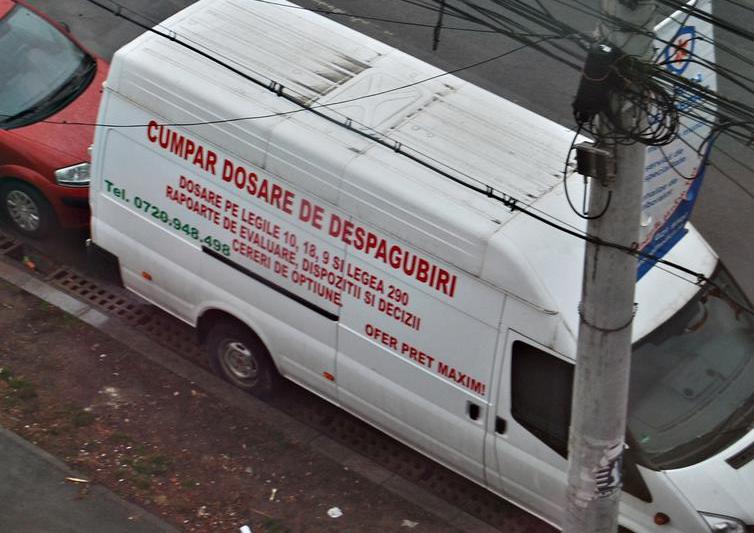 CUMPAR DOSARE DE DESPAGUBIRI
DOSARE PE LEGILE 10, 18, 9 SI LEGEA 290
RAPOARTE DE EVALUARE, DISPOZITII SI DECIZII
CERERI DE OPTIUNE
Tel. 0720.948.498
OFER PRET MAXIM!